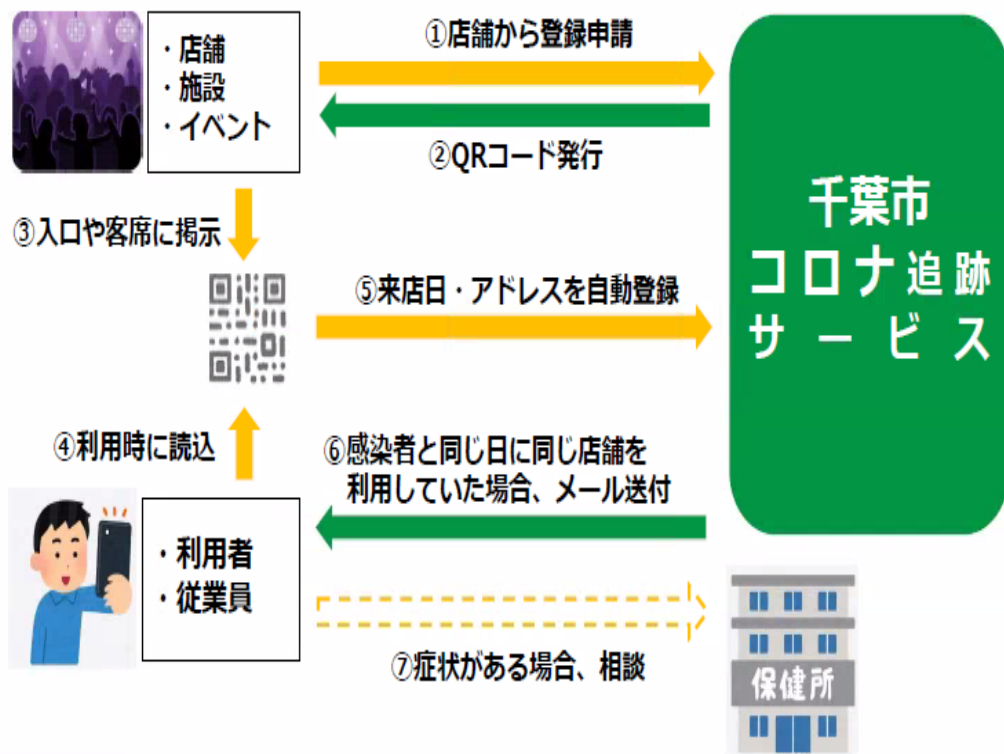 ・店舗
・施設
・イベント
①店舗から登録申請
②QRコード発行
③入口や客席に掲示
千葉市
コロナ追跡
サービス
⑤来店日・アドレスを自動登録
④利用時に読込
⑥感染者と同じ日に同じ店舗を
利用していた場合、メール送付
・利用者
・従業員
⑦症状がある場合、相談
保健所